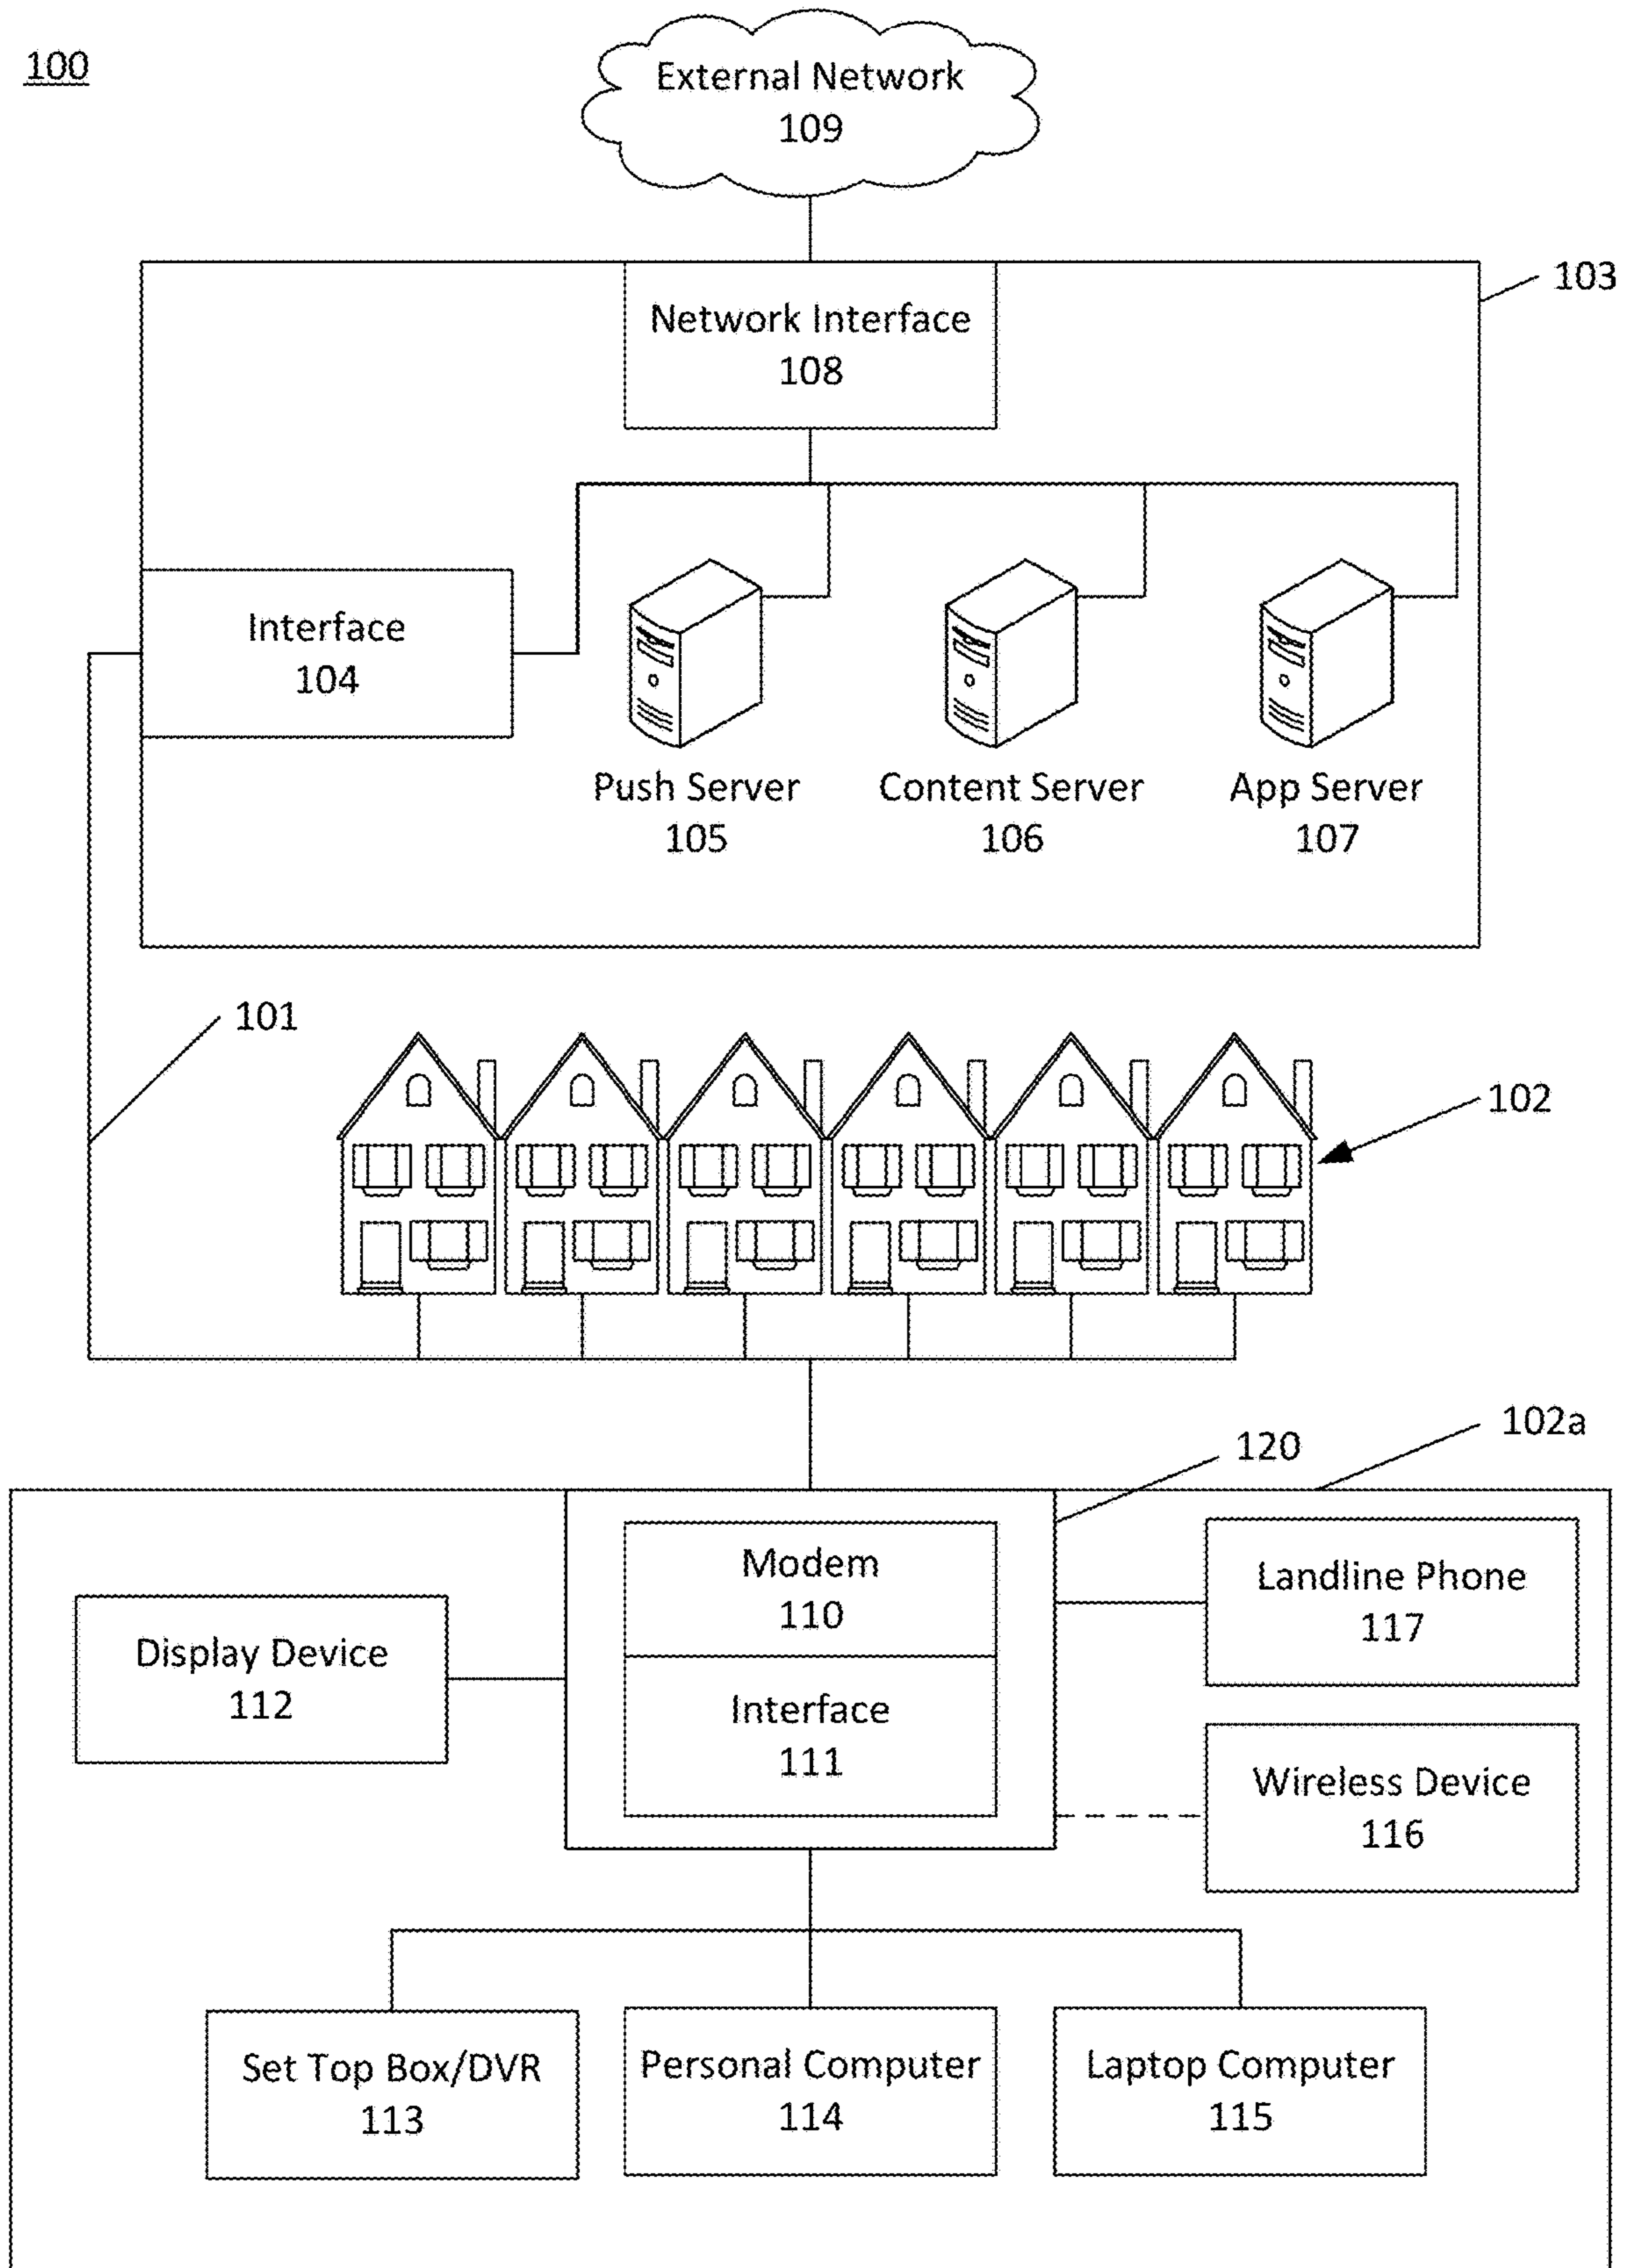 100
External Network
109
103
Network Interface
108
Interface
104
Push Server
105
Content Server
106
App Server
107
101
102
102a
120
Modem
110
Landline Phone
117
Display Device
112
Interface
111
Wireless Device
116
Set Top Box/DVR
113
Personal Computer
114
Laptop Computer
115